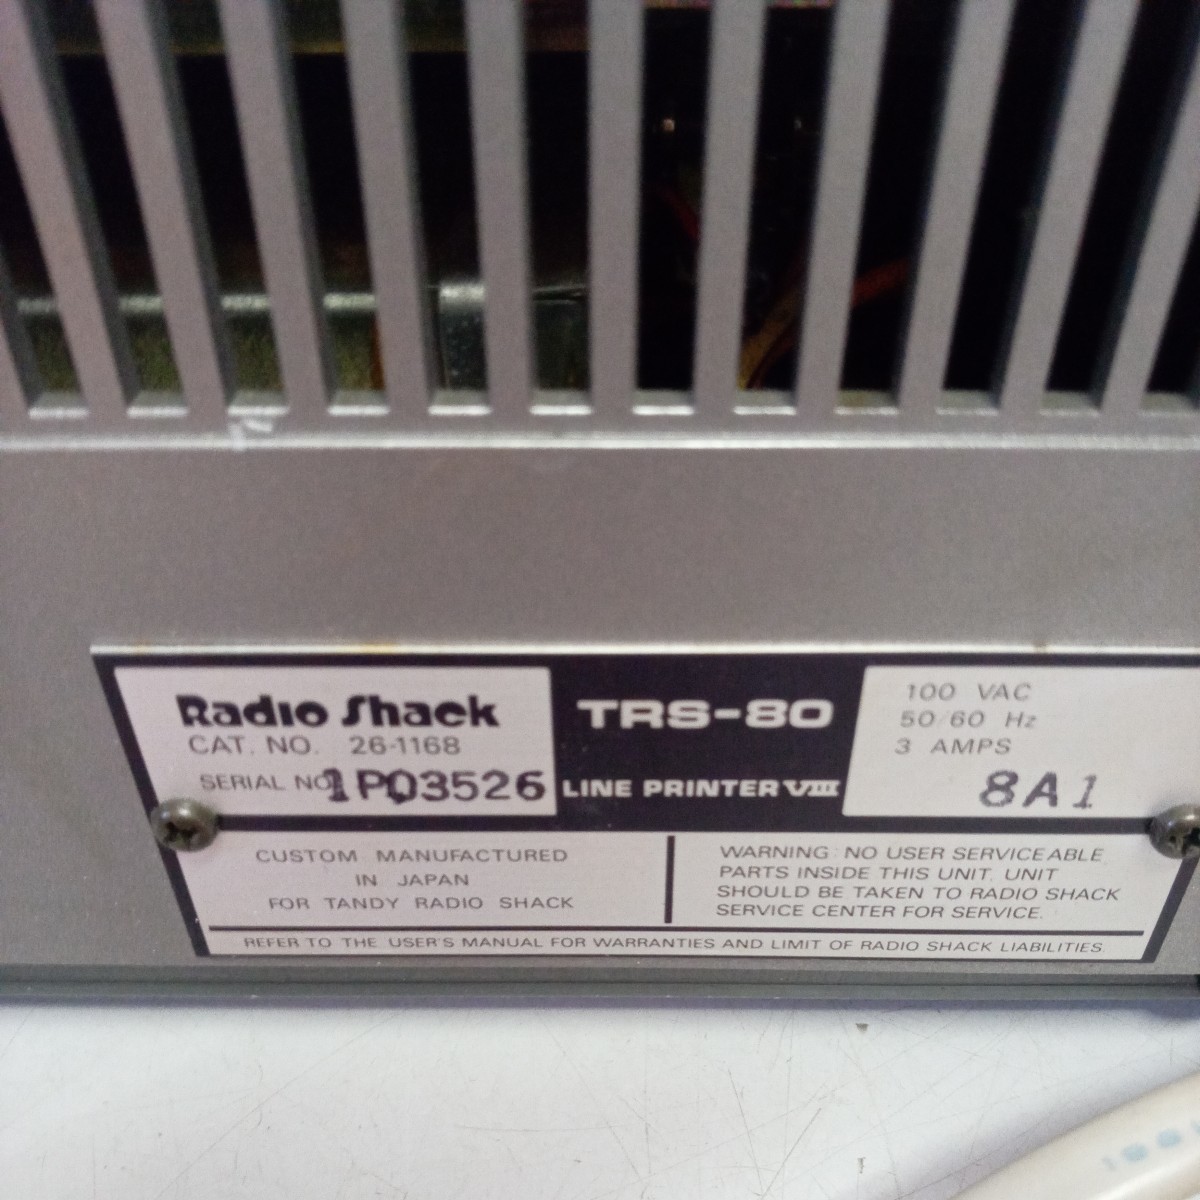 Radio Shack
CAT. NO. 26-1168
SERIAL NO. 1P03526
TRS-80
LINE PRINTER VIII
100 VAC
50/60 Hz
3 AMPS
8A1
CUSTOM MANUFACTURED
IN JAPAN
FOR TANDY RADIO SHACK
WARNING: NO USER SERVICEABLE
PARTS INSIDE THIS UNIT. UNIT
SHOULD BE TAKEN TO RADIO SHACK
SERVICE CENTER FOR SERVICE.
REFER TO THE USER'S MANUAL FOR WARRANTIES AND LIMIT OF RADIO SHACK LIABILITIES.